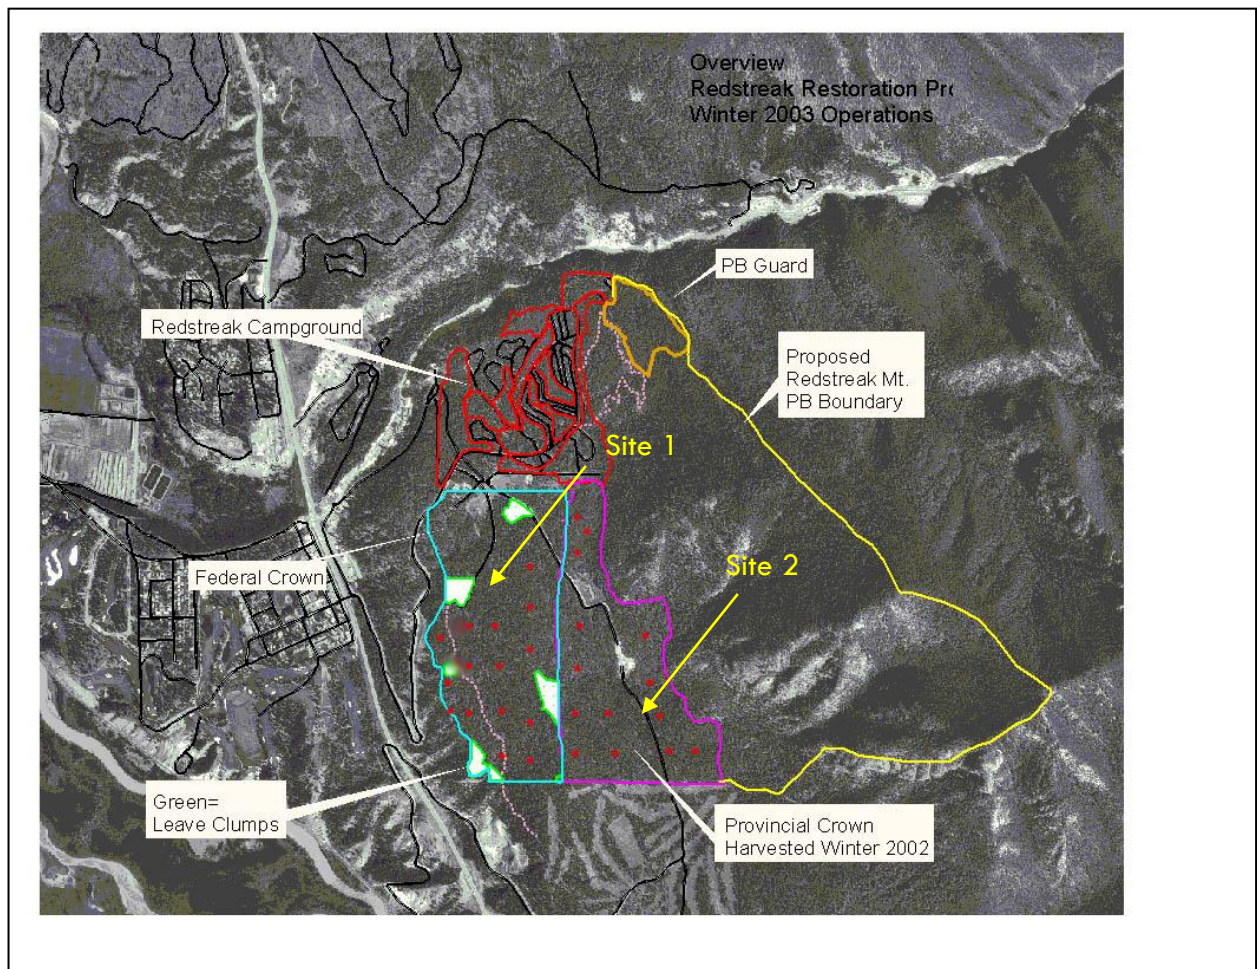 Overview
Redstreak Restoration Pr
Winter 2003 Operations
PB Guard
Redstreak Campground
Proposed
Redstreak Mt.
PB Boundary
Site 1
Site 2
Federal Crown
Green=
Leave Clumps
Provincial Crown
Harvested Winter 2002